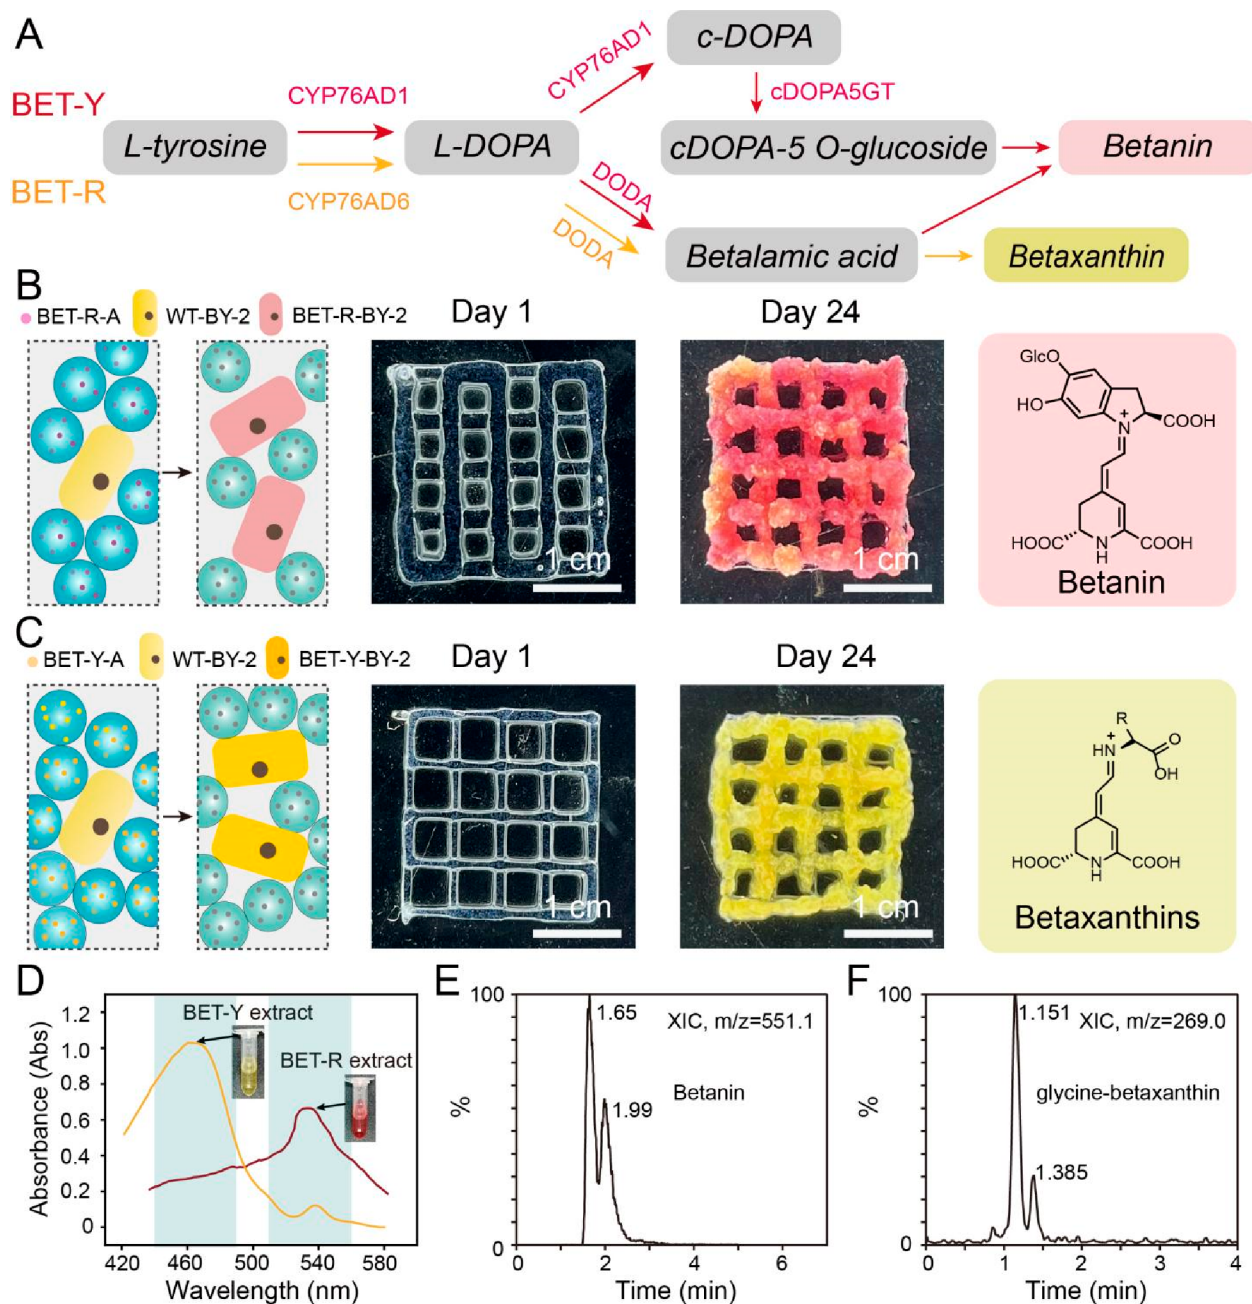 A
BET-Y
BET-R
L-tyrosine
CYP76AD1
CYP76AD6
L-DOPA
CYP76AD1
c-DOPA
cDOPA5GT
cDOPA-5 O-glucoside
Betanin
DODA
DODA
Betalamic acid
Betaxanthin
B
BET-R-A
WT-BY-2
BET-R-BY-2
Day 1
Day 24
1 cm
1 cm
GlcO
HO
N
+
COOH
HOOC
N
H
COOH
Betanin
C
BET-Y-A
WT-BY-2
BET-Y-BY-2
Day 1
Day 24
1 cm
1 cm
R
+
HN
O
OH
HOOC
N
H
COOH
Betaxanthins
D
Absorbance (Abs)
1.2
1.0
0.8
0.6
0.4
0.2
0
BET-Y extract
BET-R extract
420
460
500
540
580
Wavelength (nm)
E
100
%
0
1.65
1.99
XIC, m/z=551.1
Betanin
0
2
4
6
Time (min)
F
100
%
0
1.151
1.385
XIC, m/z=269.0
glycine-betaxanthin
0
1
2
3
4
Time (min)